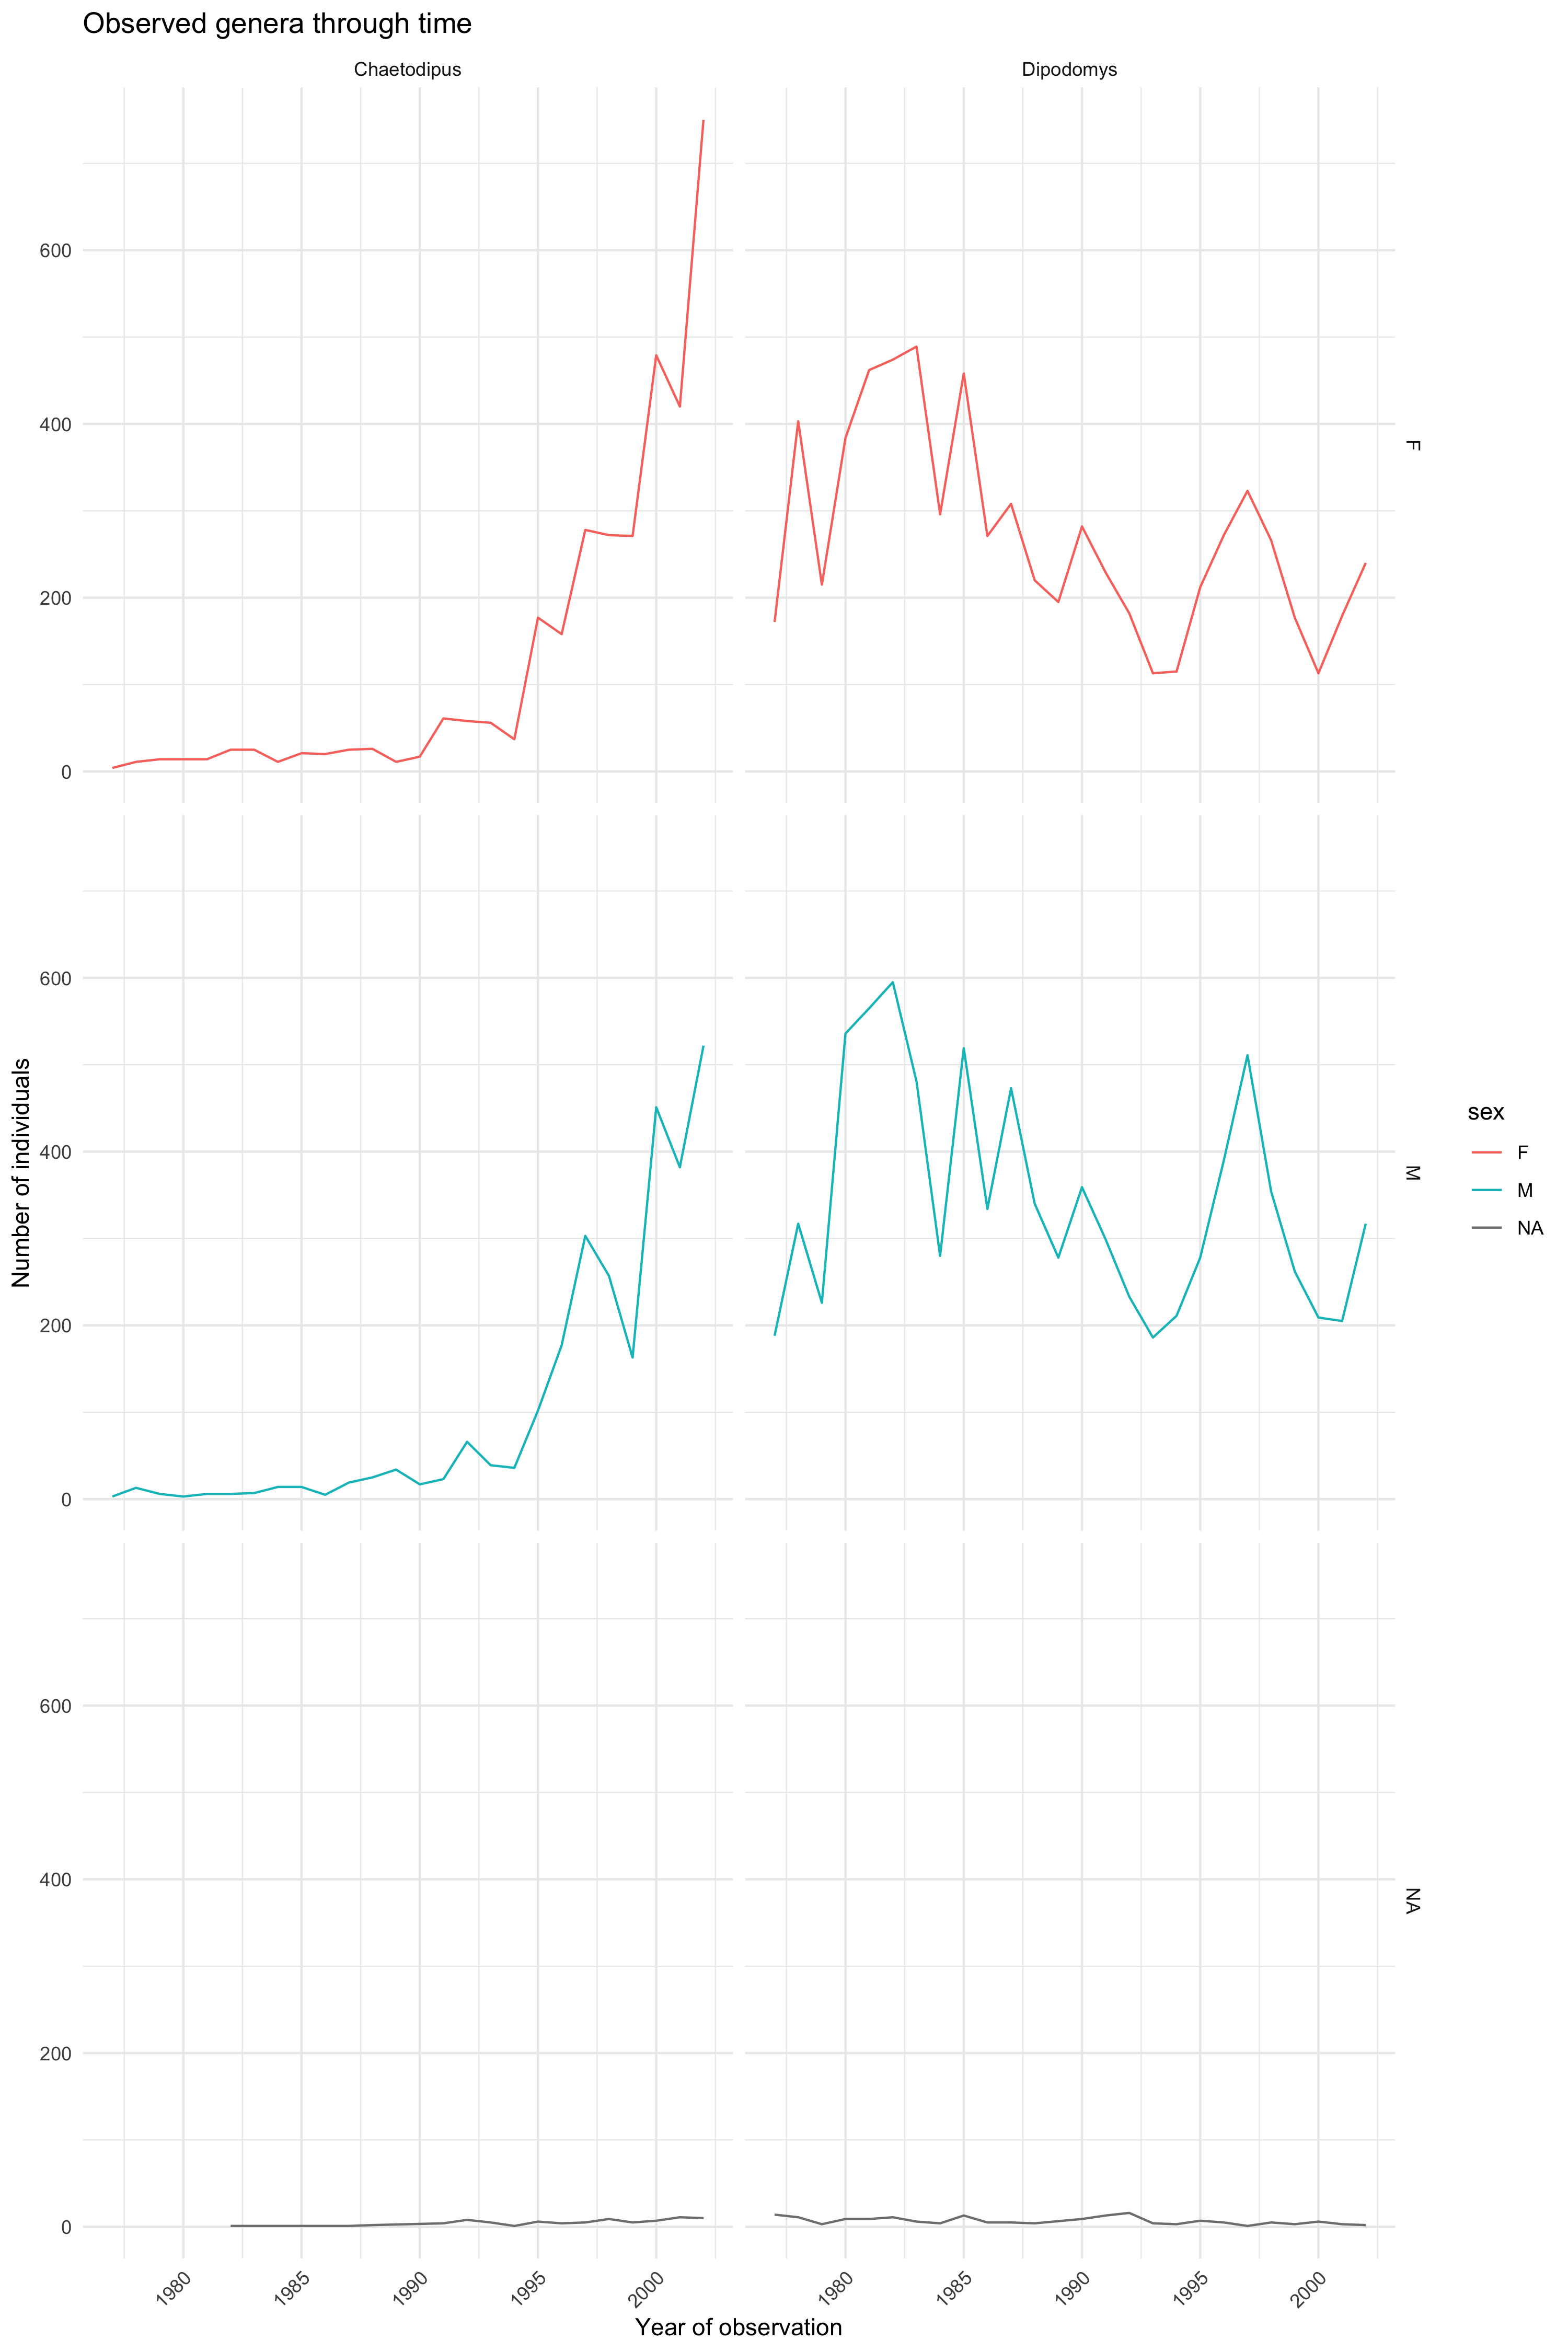 Observed genera through time
Chaetodipus
Dipodomys
600
400
200
0
F
600
400
200
0
M
600
400
200
0
NA
Number of individuals
1980
1985
1990
1995
2000
1980
1985
1990
1995
2000
Year of observation
sex
F
M
NA